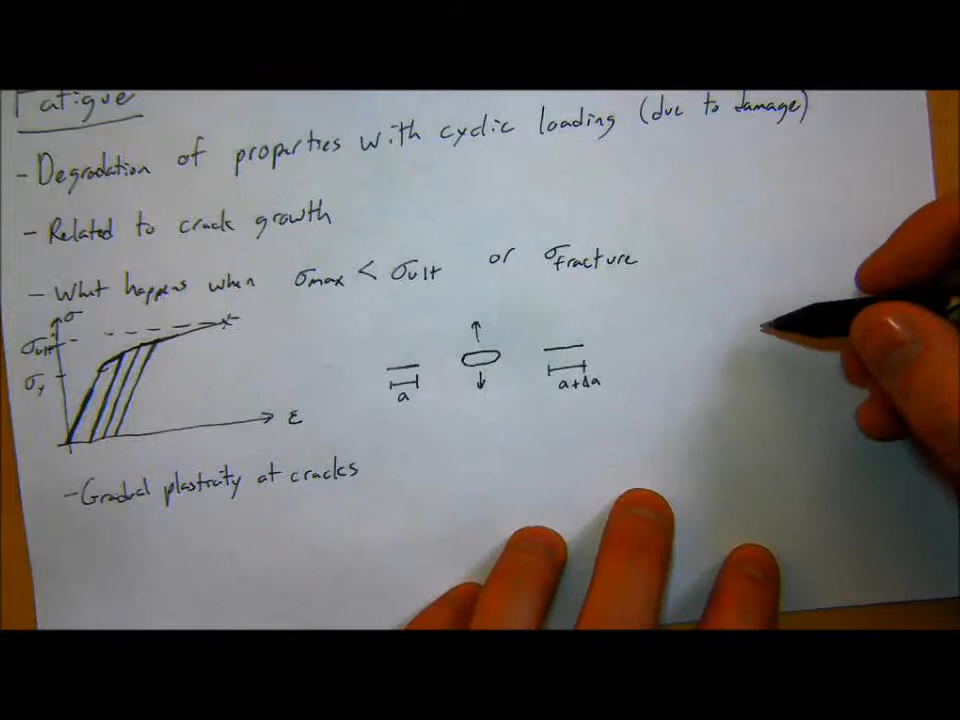 Fatigue
- Degradation of properties with cyclic loading (due to damage)
- Related to crack growth
- What happens when σmax < σult or σfracture
σ
σult
σy
ε
a
a+Δa
- Gradual plasticity at cracks